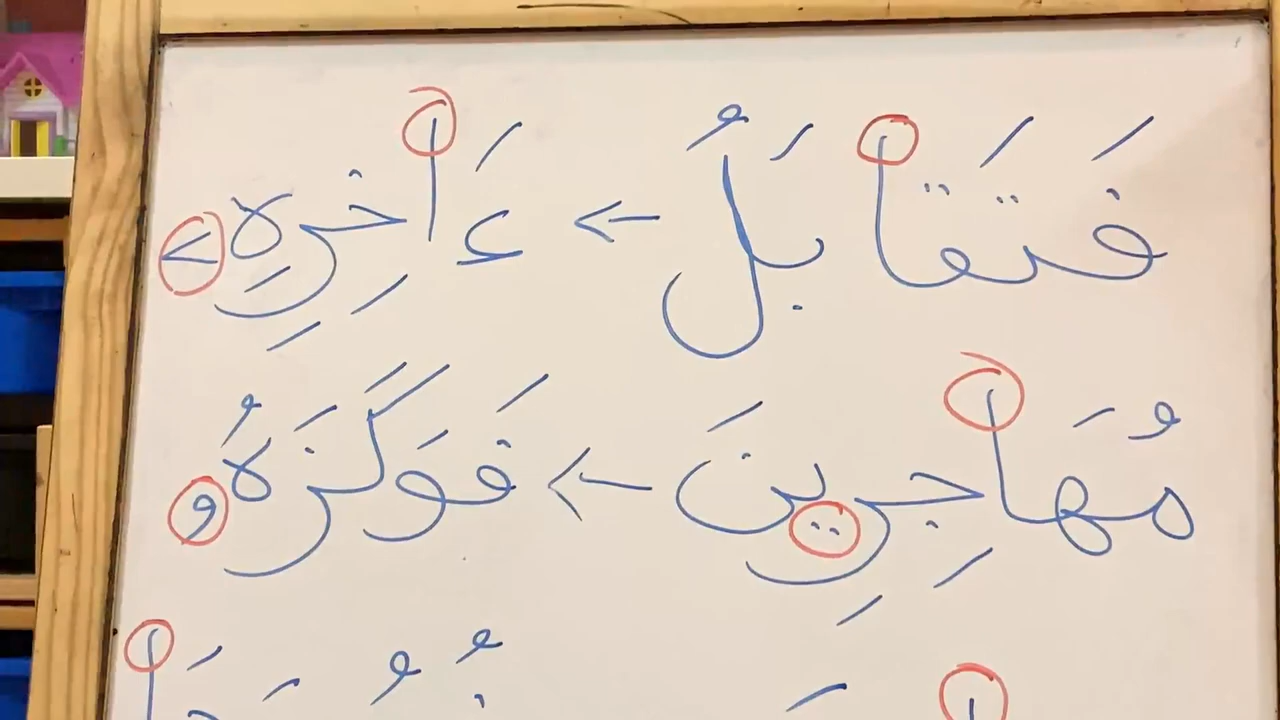 فَتَقَابَلُ ← ءَاخِرِهِۦ
مُهَاجِرِينَ ← فَوَكَزَهُۥ